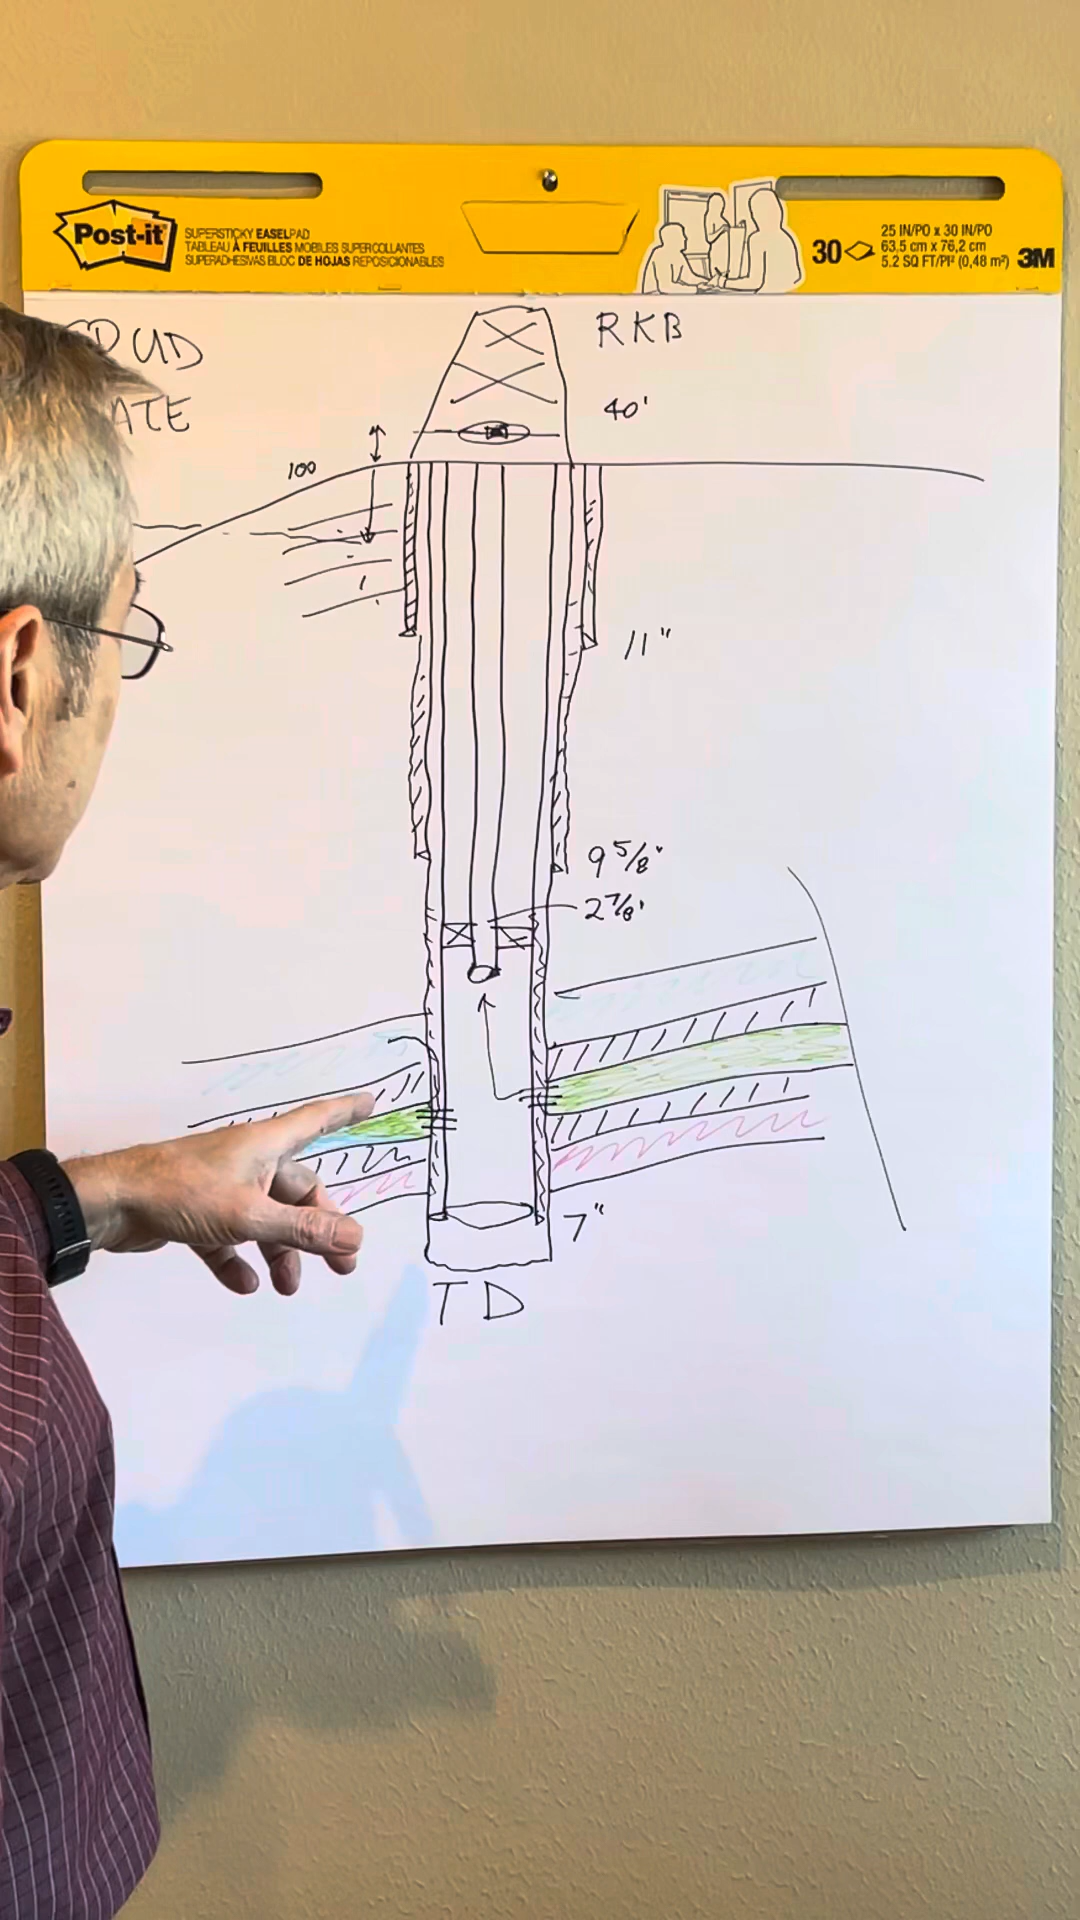 Post-it
SUPERSTICKY EASELPAD
TABLEAU À FEUILLES MOBILES SUPERCOLLANTES
SUPERADHESIVAS BLOC DE HOJAS REPOSICIONABLES
30
25 IN/PO x 30 IN/PO
63.5 cm x 76,2 cm
5.2 SQ FT/PI² (0,48 m²)
3M
PUD
ATE
RKB
40'
100
11"
9 5/8"
2 7/8"
7"
TD